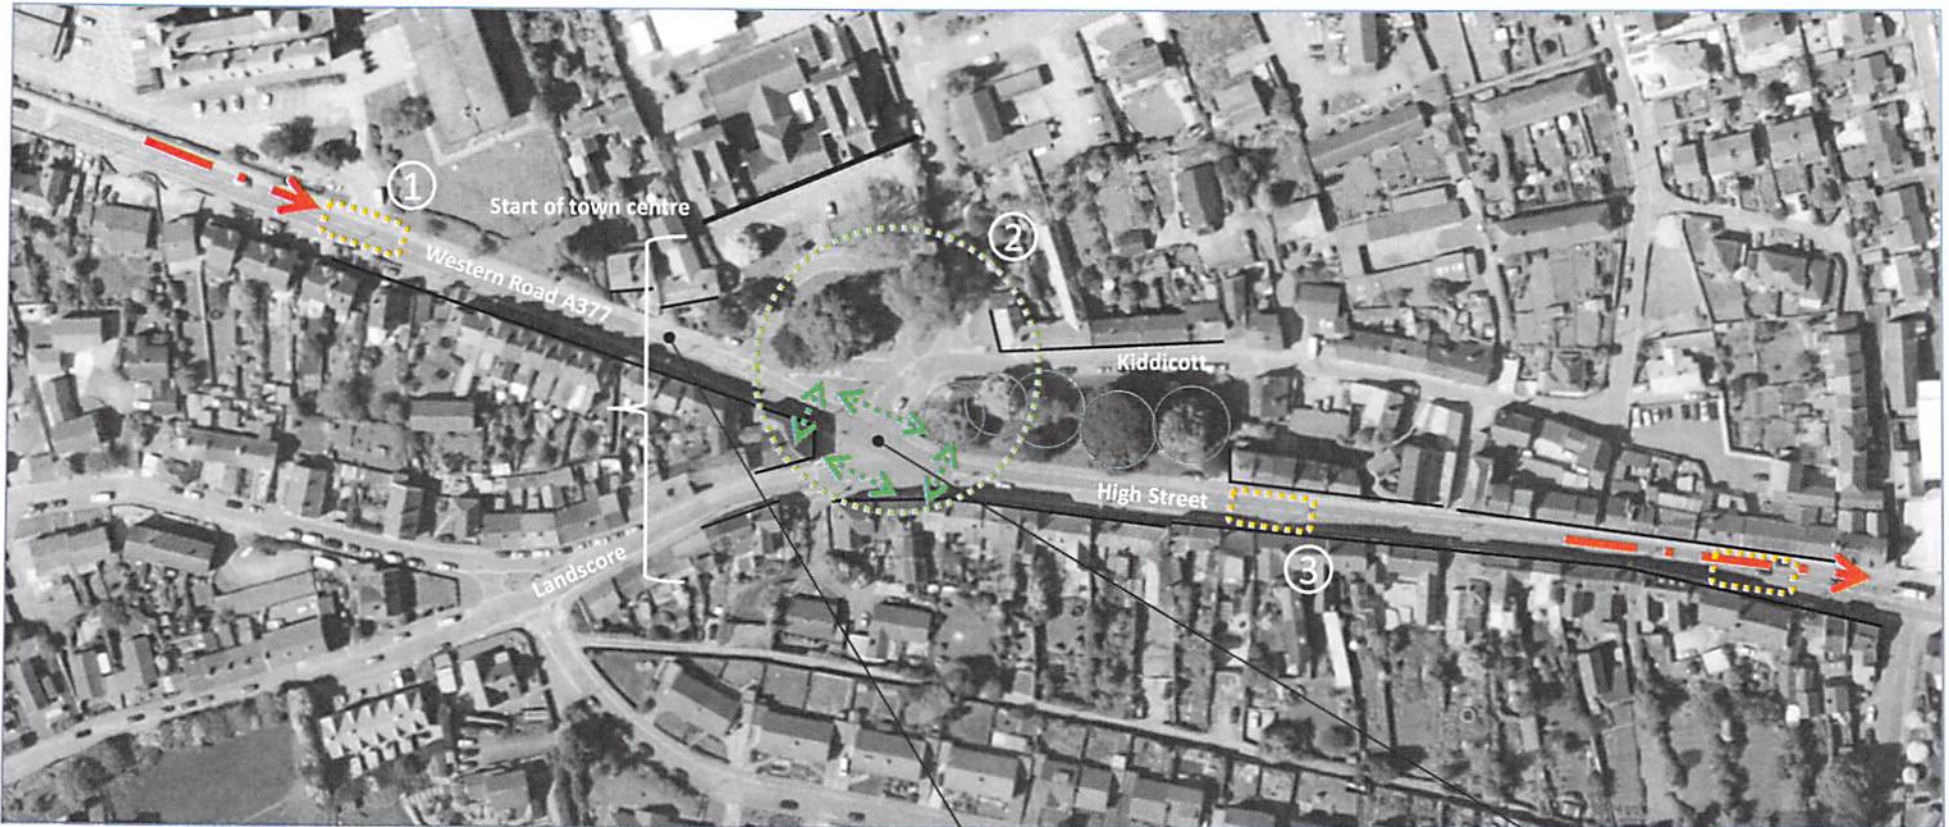 1
Start of town centre
2
Western Road A377
Kiddicott
High Street
Landscore
3